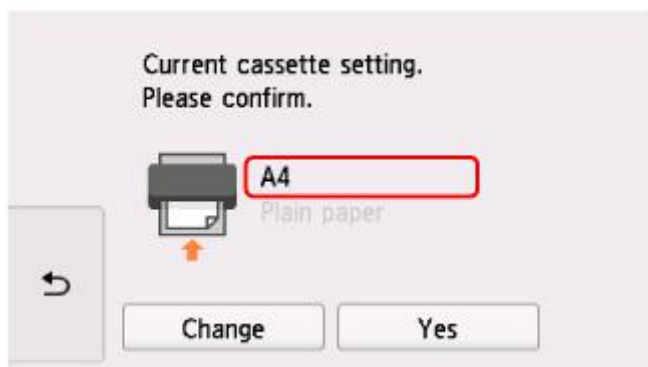 Current cassette setting.
Please confirm.
A4
Plain paper
Change
Yes